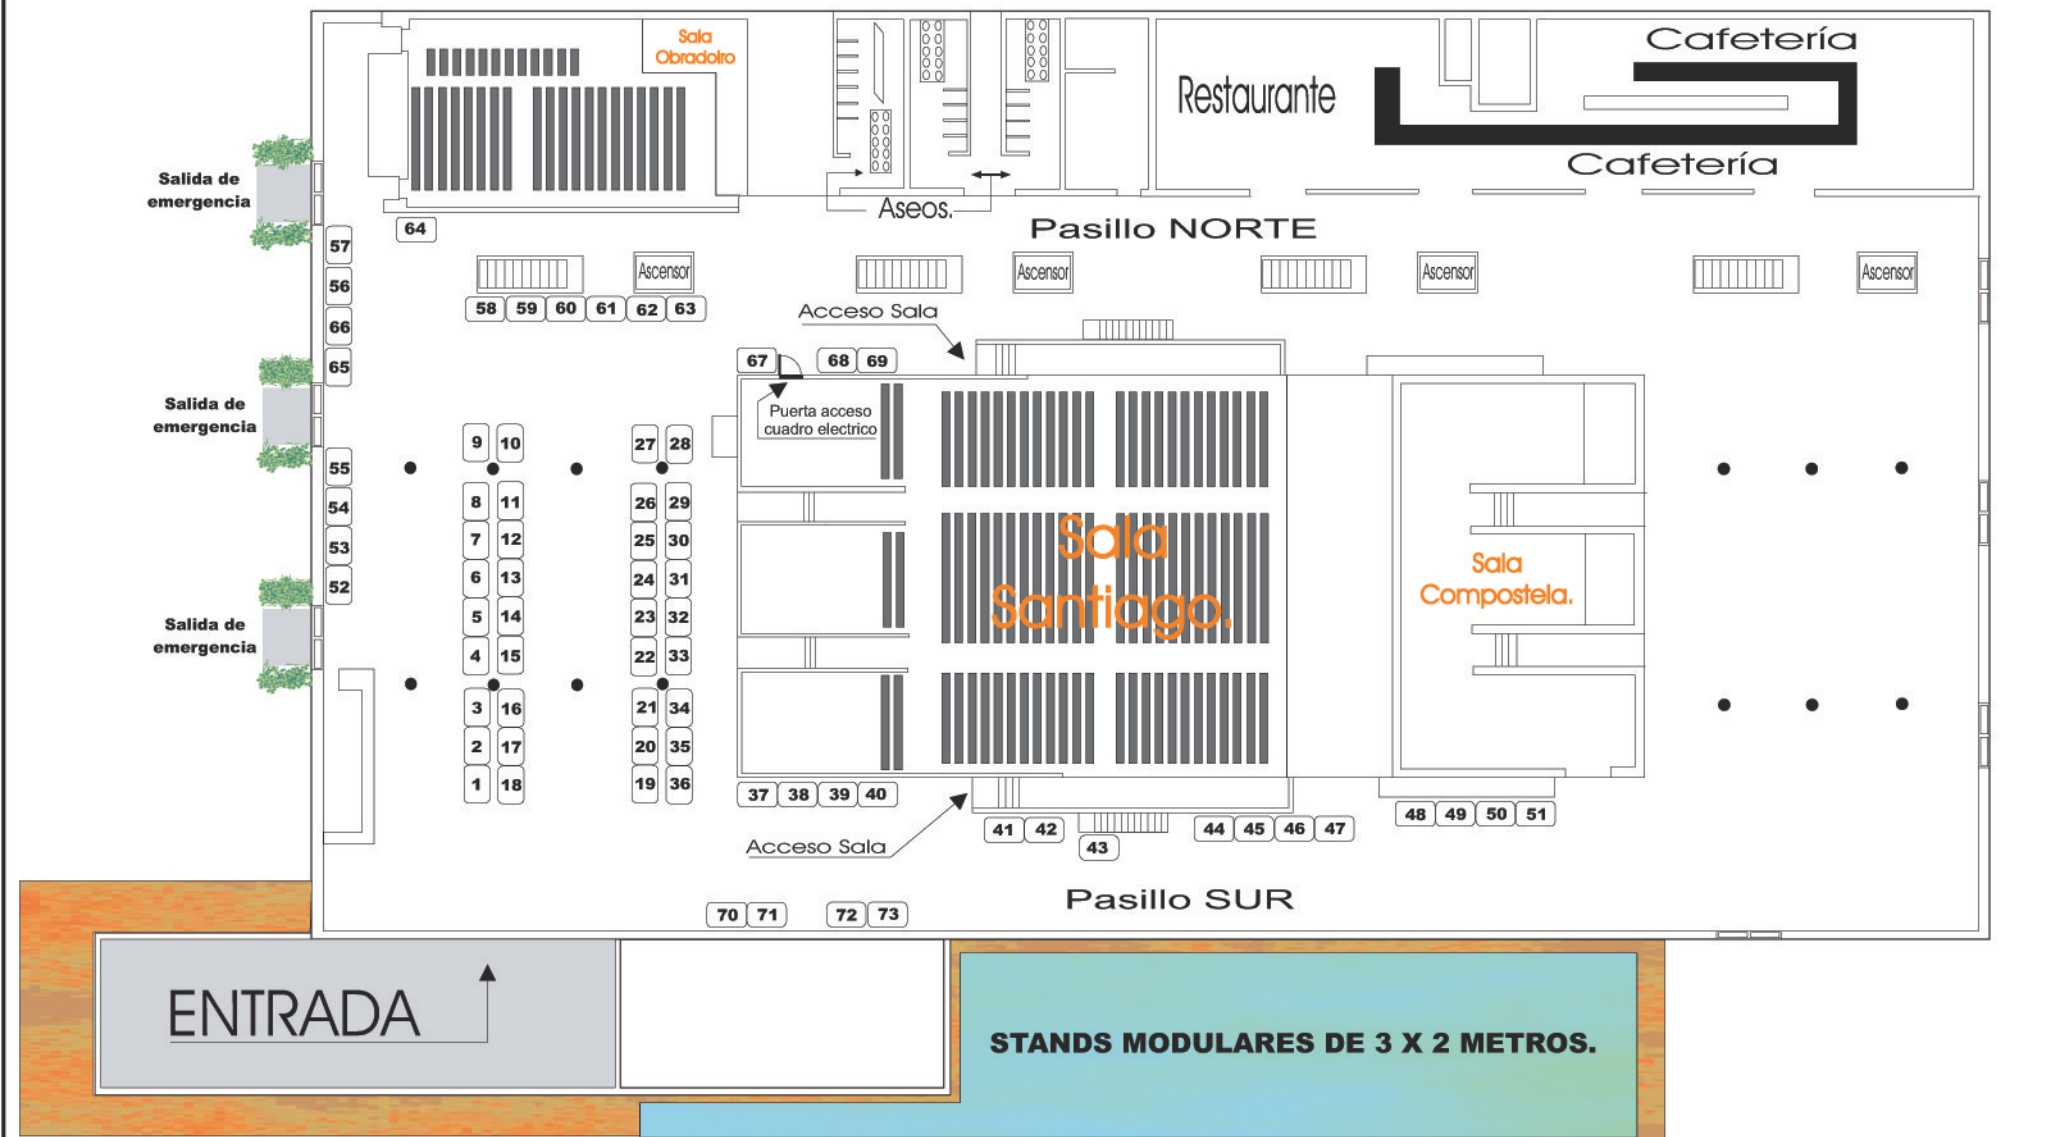 Sala
Obradoiro
Cafetería
Restaurante
Cafetería
Salida de
emergencia
Aseos.
Pasillo NORTE
64
57
56
66
65
Ascensor
Ascensor
Ascensor
Ascensor
58 59 60 61 62 63
Acceso Sala
67 68 69
Puerta acceso
cuadro electrico
Salida de
emergencia
9 10 27 28
55
54
53
52
8 11 26 29
7 12 25 30
6 13 24 31
5 14 23 32
4 15 22 33
3 16 21 34
2 17 20 35
1 18 19 36
Sala
Santiago.
Sala
Compostela.
Salida de
emergencia
37 38 39 40
41 42
43
44 45 46 47
48 49 50 51
Acceso Sala
Pasillo SUR
70 71 72 73
ENTRADA
STANDS MODULARES DE 3 X 2 METROS.